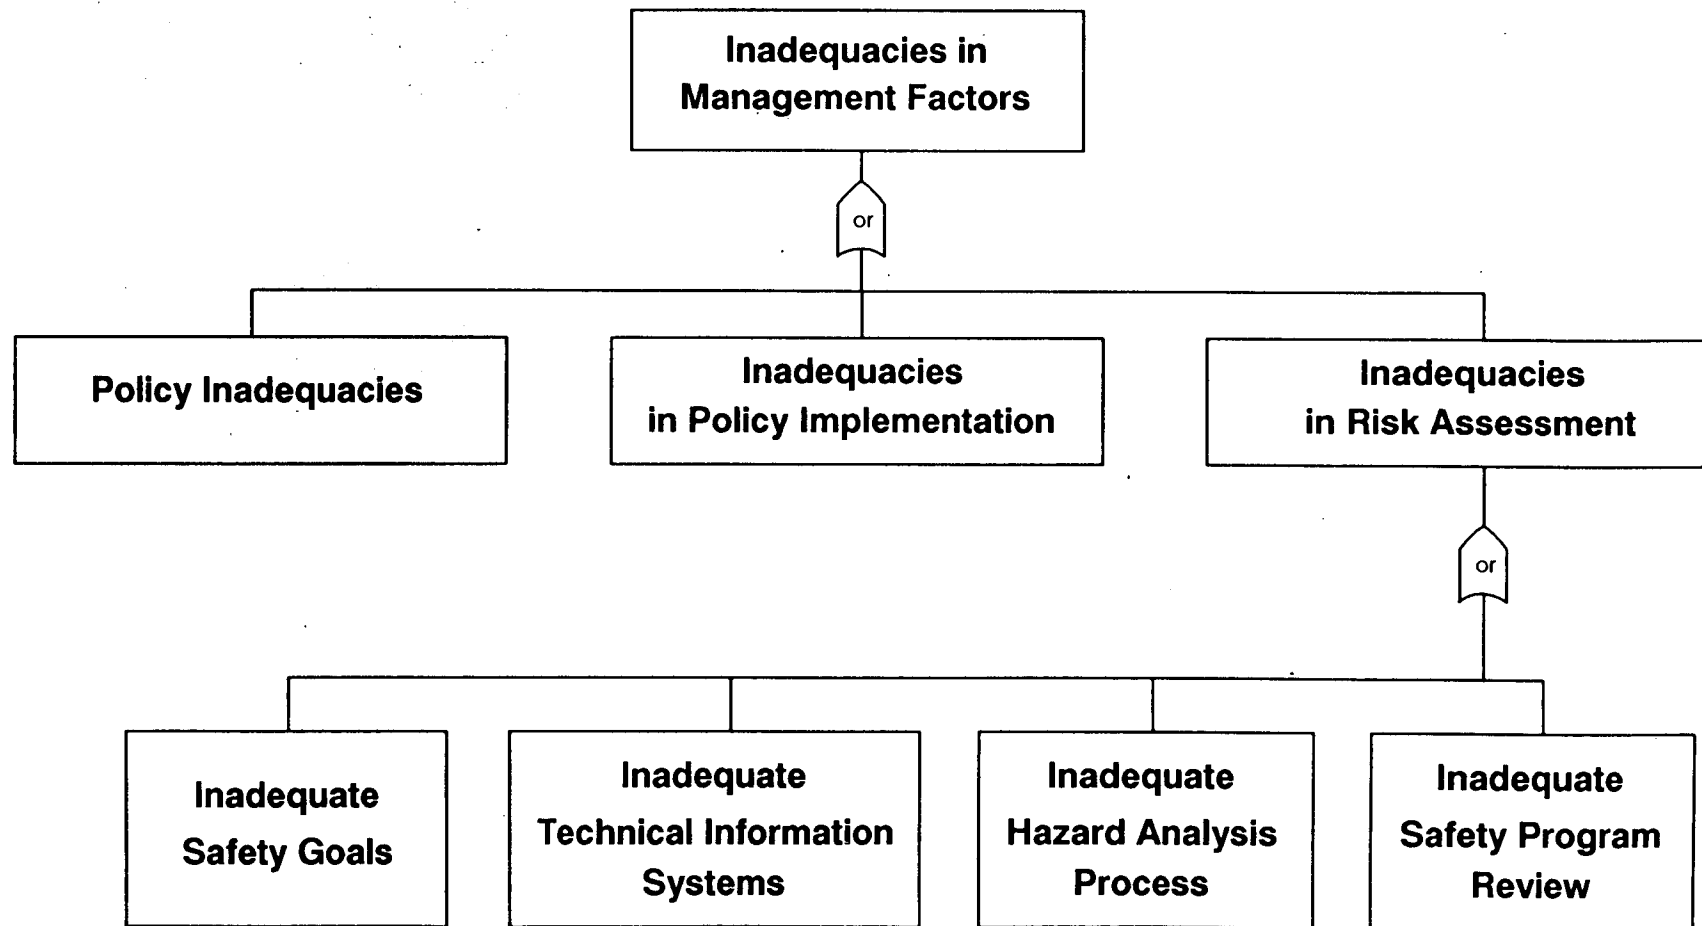 Inadequacies in
Management Factors
or
Policy Inadequacies
Inadequacies
in Policy Implementation
Inadequacies
in Risk Assessment
or
Inadequate
Safety Goals
Inadequate
Technical Information
Systems
Inadequate
Hazard Analysis
Process
Inadequate
Safety Program
Review